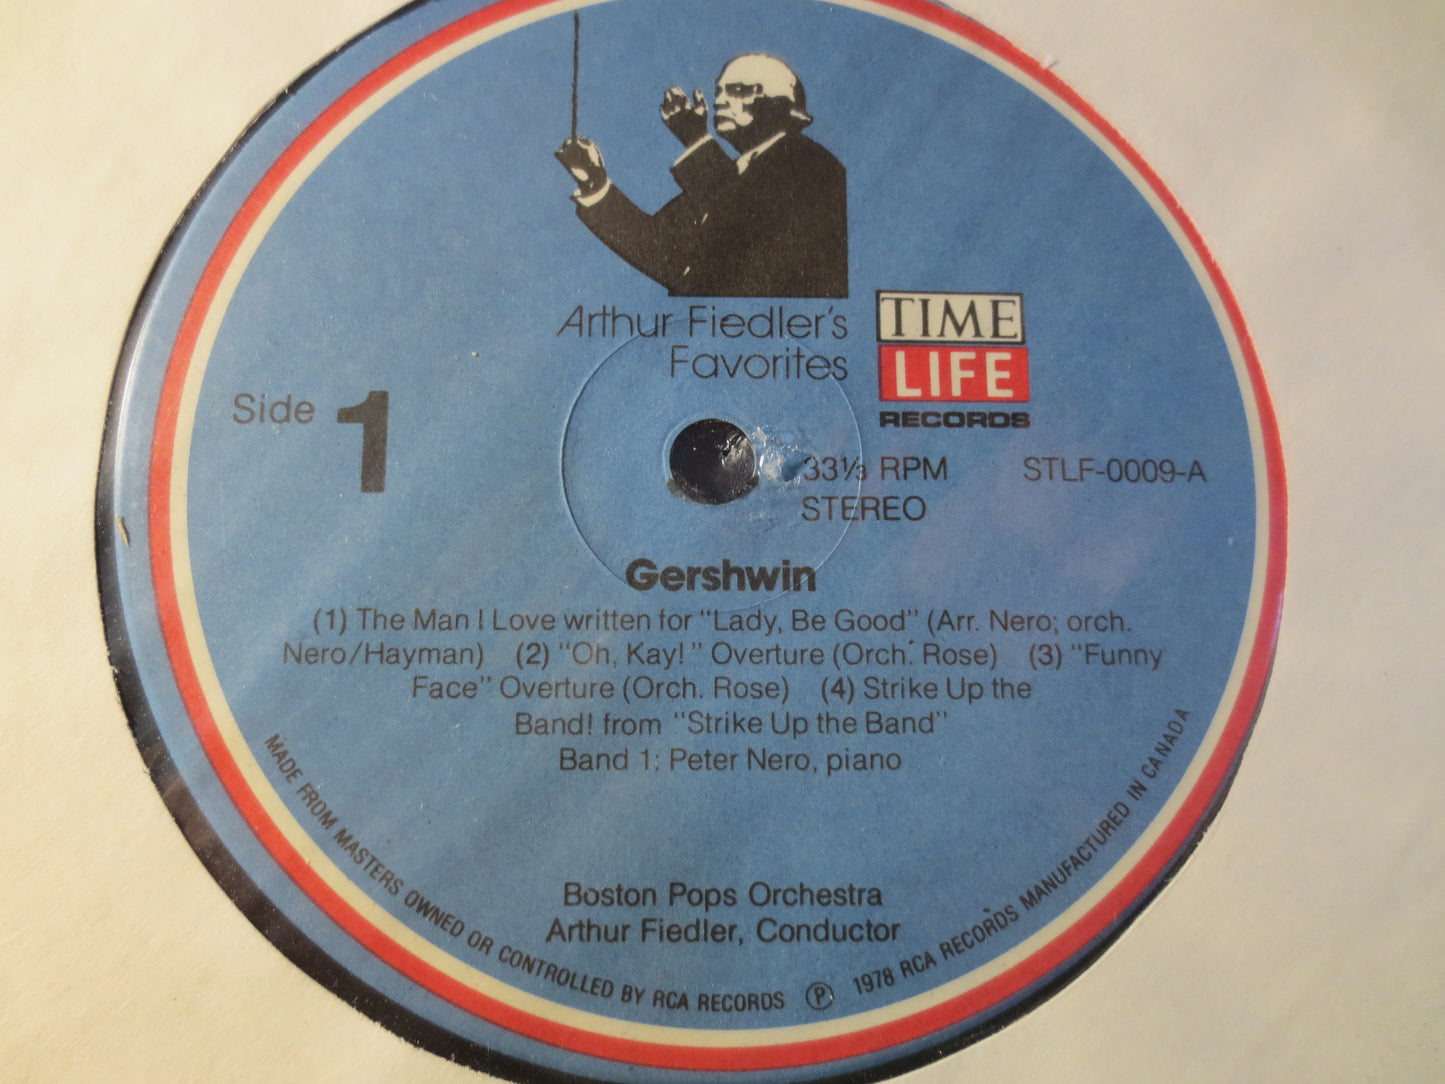 Arthur Fiedler's
Favorites
TIME
LIFE
RECORDS
Side 1
33⅓ RPM STLF-0009-A
STEREO
Gershwin
(1) The Man I Love written for "Lady, Be Good" (Arr. Nero; orch.
Nero/Hayman) (2) "Oh, Kay!" Overture (Orch. Rose) (3) "Funny
Face" Overture (Orch. Rose) (4) Strike Up the
Band! from "Strike Up the Band"
Band 1: Peter Nero, piano
Boston Pops Orchestra
Arthur Fiedler, Conductor
MADE FROM MASTERS OWNED OR CONTROLLED BY RCA RECORDS ℗ 1978 RCA RECORDS MANUFACTURED IN CANADA